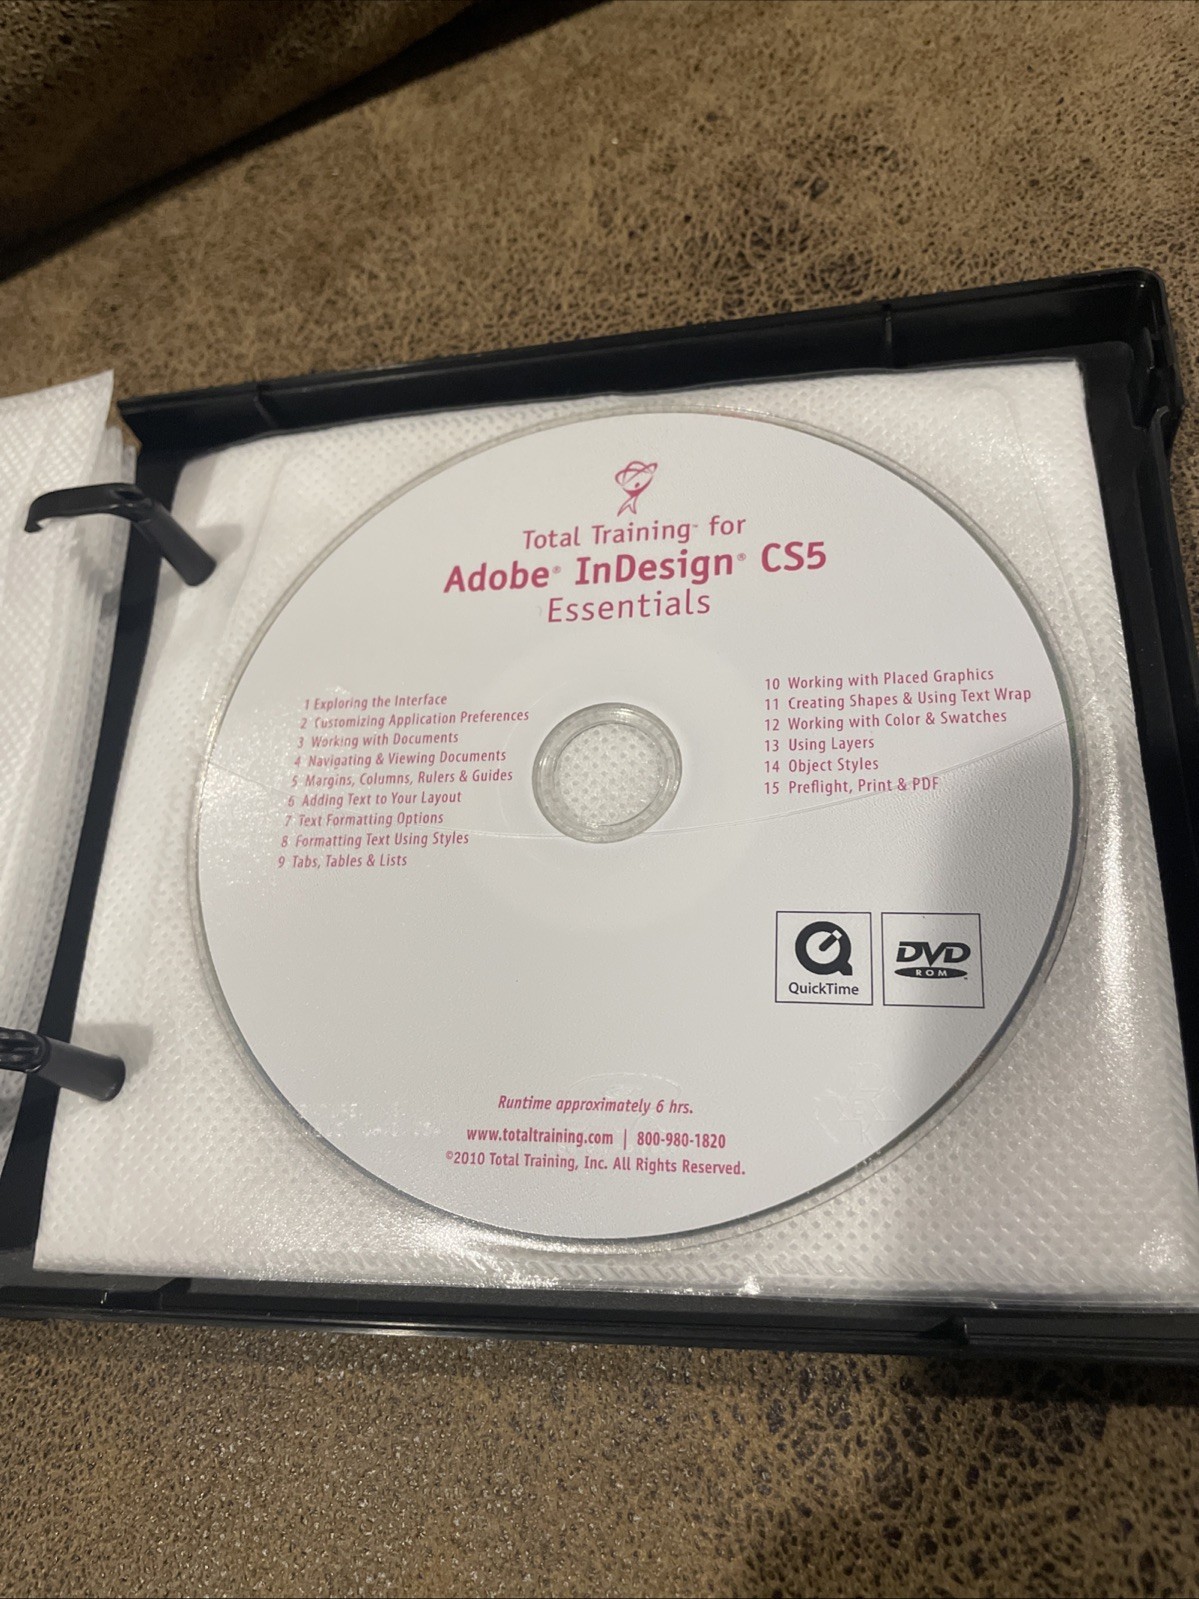 Total Training™ for
Adobe® InDesign® CS5
Essentials
1 Exploring the Interface
2 Customizing Application Preferences
3 Working with Documents
4 Navigating & Viewing Documents
5 Margins, Columns, Rulers & Guides
6 Adding Text to Your Layout
7 Text Formatting Options
8 Formatting Text Using Styles
9 Tabs, Tables & Lists
10 Working with Placed Graphics
11 Creating Shapes & Using Text Wrap
12 Working with Color & Swatches
13 Using Layers
14 Object Styles
15 Preflight, Print & PDF
QuickTime
DVD
ROM
Runtime approximately 6 hrs.
www.totaltraining.com | 800-980-1820
©2010 Total Training, Inc. All Rights Reserved.